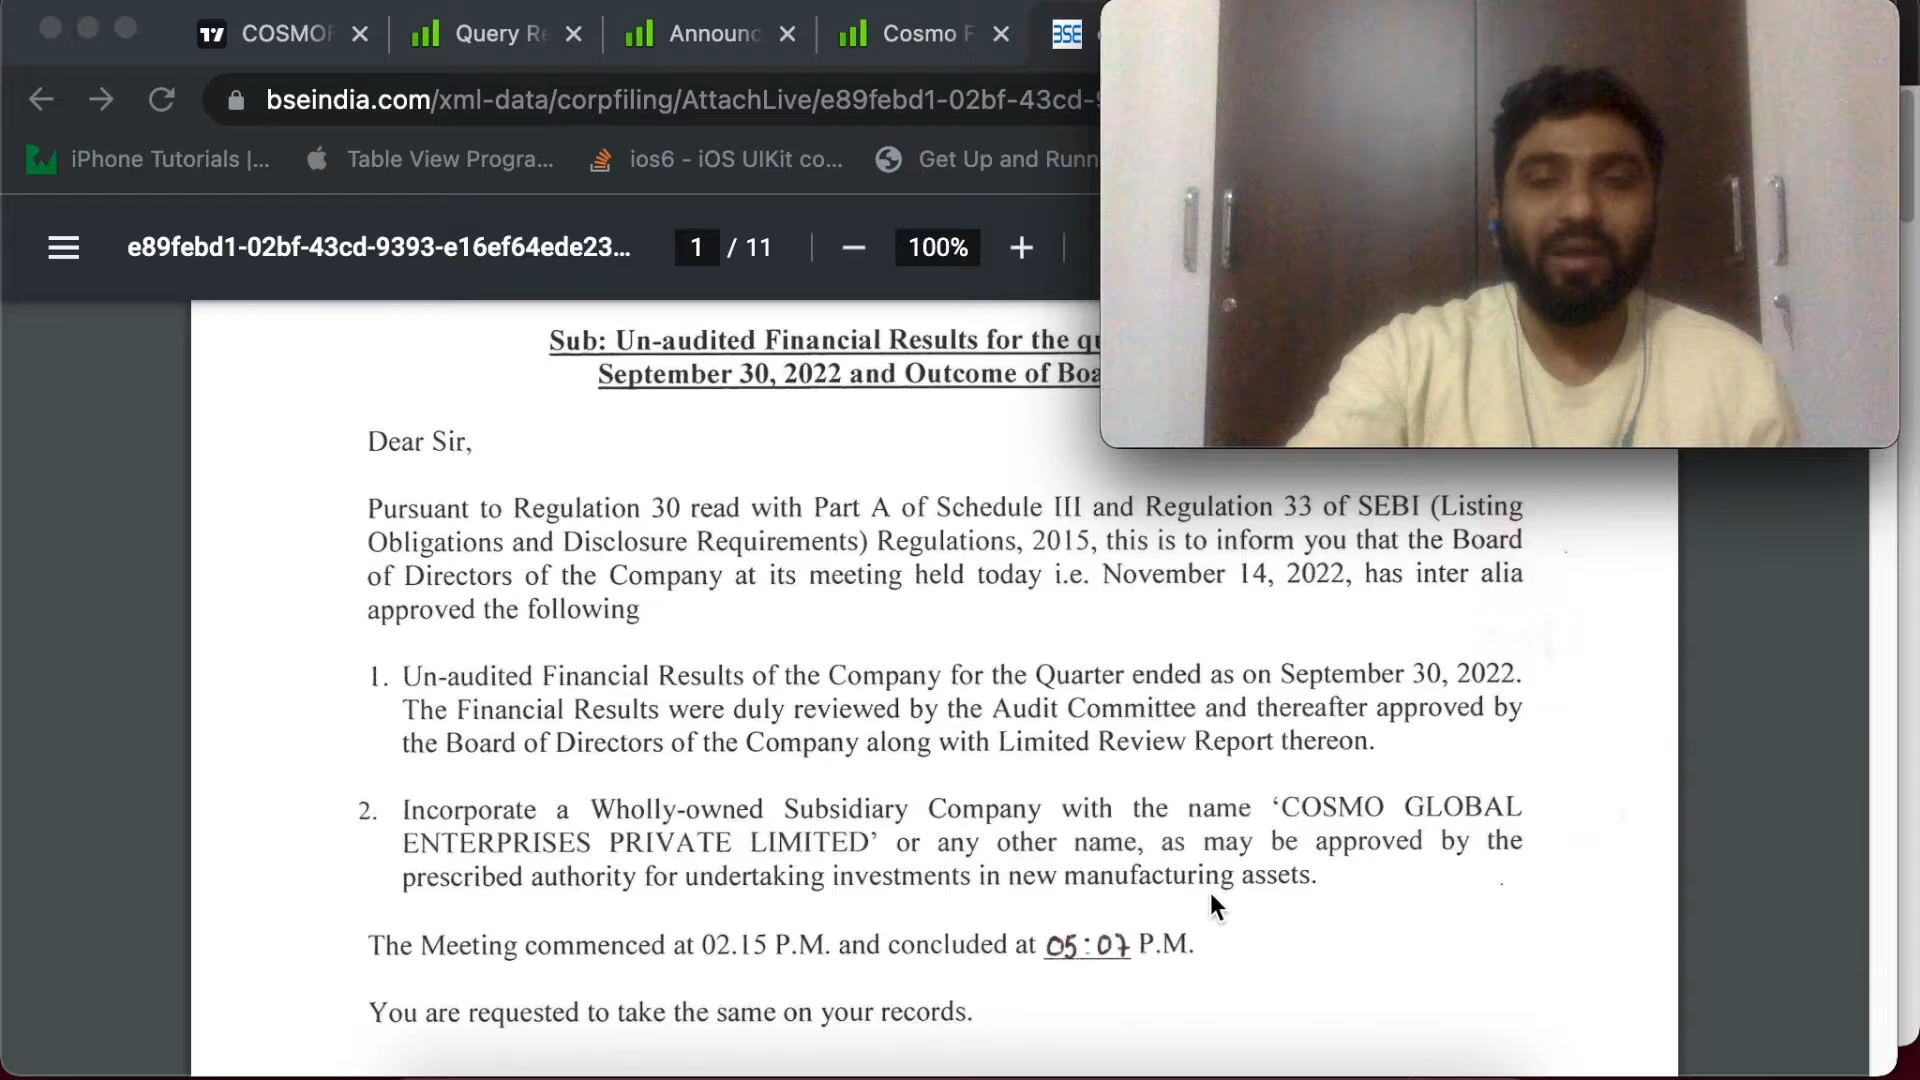 COSMOF
Query Re
Announc
Cosmo F
BSE
bseindia.com/xml-data/corpfiling/AttachLive/e89febd1-02bf-43cd-9
iPhone Tutorials |...
Table View Progra...
ios6 - iOS UIKit co...
Get Up and Runn
e89febd1-02bf-43cd-9393-e16ef64ede23...
1 / 11
100%
Sub: Un-audited Financial Results for the qu
September 30, 2022 and Outcome of Boa
Dear Sir,
Pursuant to Regulation 30 read with Part A of Schedule III and Regulation 33 of SEBI (Listing
Obligations and Disclosure Requirements) Regulations, 2015, this is to inform you that the Board
of Directors of the Company at its meeting held today i.e. November 14, 2022, has inter alia
approved the following
1. Un-audited Financial Results of the Company for the Quarter ended as on September 30, 2022.
The Financial Results were duly reviewed by the Audit Committee and thereafter approved by
the Board of Directors of the Company along with Limited Review Report thereon.
2. Incorporate a Wholly-owned Subsidiary Company with the name ‘COSMO GLOBAL
ENTERPRISES PRIVATE LIMITED’ or any other name, as may be approved by the
prescribed authority for undertaking investments in new manufacturing assets.
The Meeting commenced at 02.15 P.M. and concluded at 05:07 P.M.
You are requested to take the same on your records.